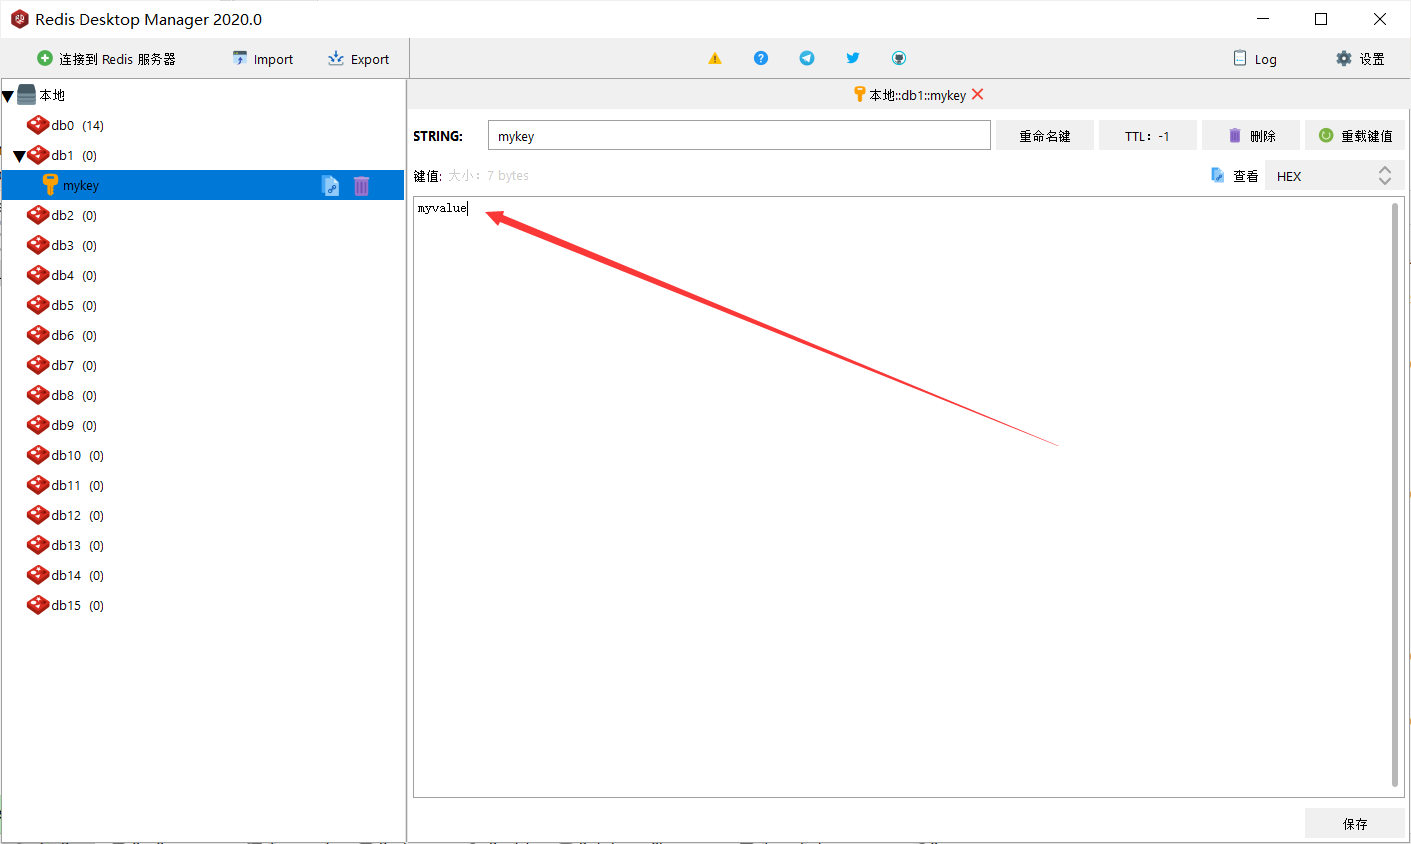 Redis Desktop Manager 2020.0
连接到 Redis 服务器 Import Export Log 设置
本地
db0 (14)
db1 (0)
mykey
db2 (0)
db3 (0)
db4 (0)
db5 (0)
db6 (0)
db7 (0)
db8 (0)
db9 (0)
db10 (0)
db11 (0)
db12 (0)
db13 (0)
db14 (0)
db15 (0)
本地::db1::mykey
STRING: mykey 重命名键 TTL: -1 删除 重载键值
键值: 大小: 7 bytes 查看 HEX
myvalue
保存